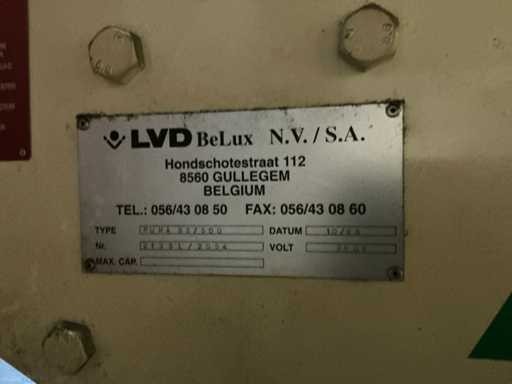 LVD BeLux N.V. / S.A.
Hondschotestraat 112
8560 GULLEGEM
BELGIUM
TEL.: 056/43 08 50 FAX: 056/43 08 60
TYPE DATUM
Nr. VOLT
MAX. CAP.